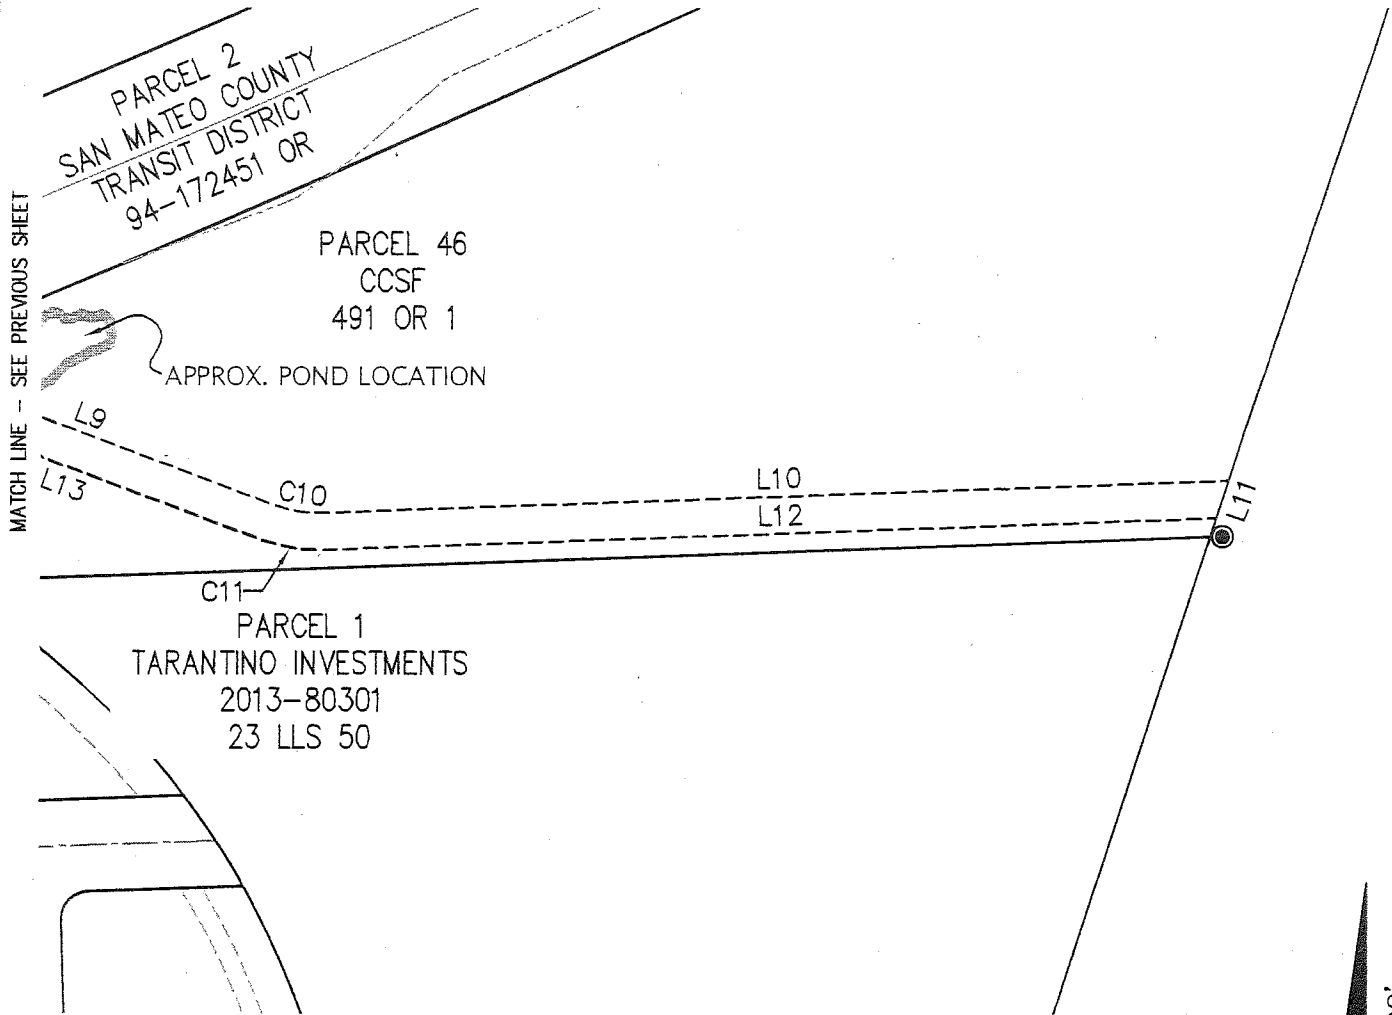 PARCEL 2
SAN MATEO COUNTY
TRANSIT DISTRICT
94-172451 OR
MATCH LINE - SEE PREVIOUS SHEET
PARCEL 46
CCSF
491 OR 1
APPROX. POND LOCATION
L9
L13
C10
L10
L12
L11
C11
PARCEL 1
TARANTINO INVESTMENTS
2013-80301
23 LLS 50